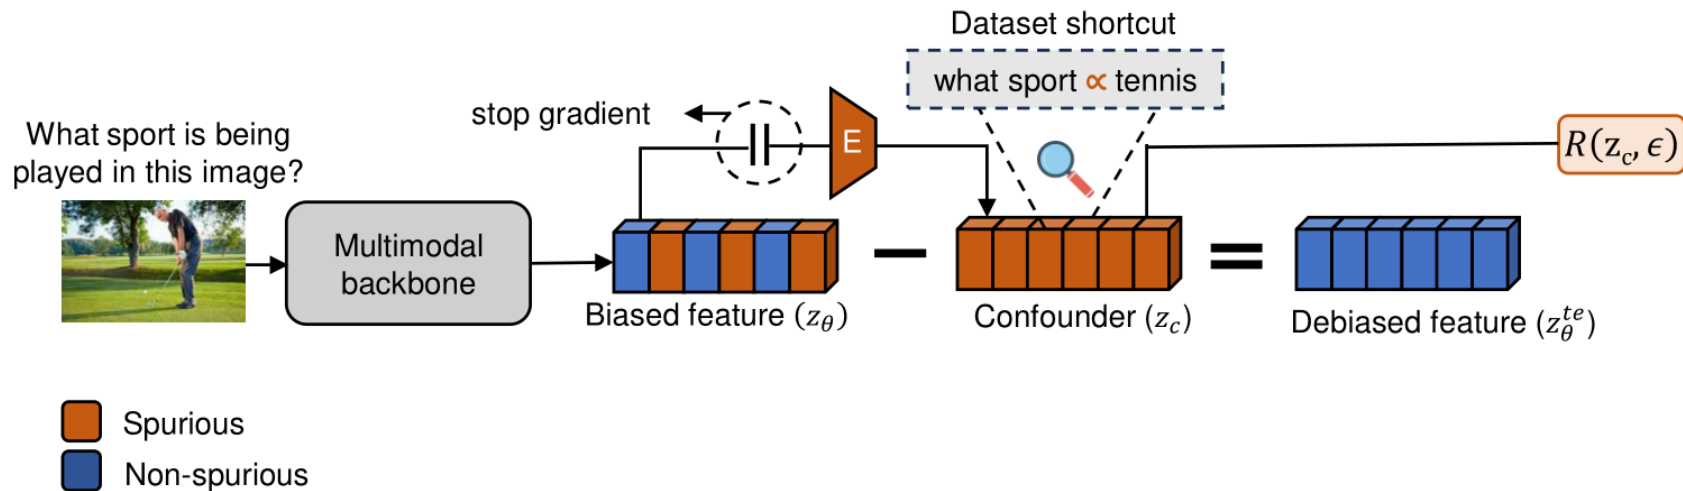 Dataset shortcut
what sport ∝ tennis
stop gradient
What sport is being
played in this image?
E
R(z_c, ϵ)
Multimodal
backbone
Biased feature (z_θ)
Confounder (z_c)
Debiased feature (z_θ^te)
Spurious
Non-spurious